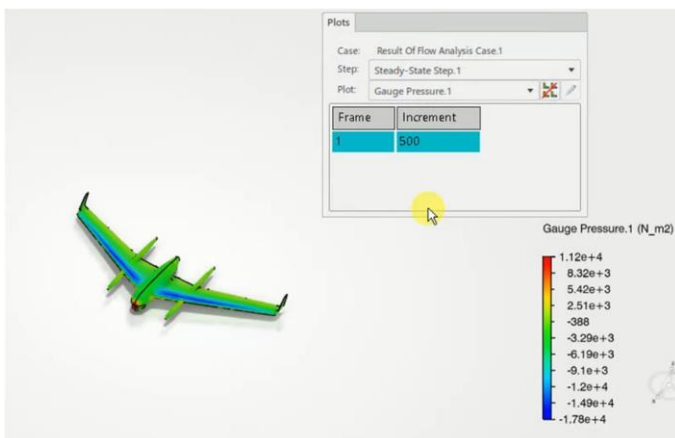 Plots
Case: Result Of Flow Analysis Case.1
Step: Steady-State Step.1
Plot: Gauge Pressure.1
Frame Increment
1 500
Gauge Pressure.1 (N_m2)
1.12e+4
8.32e+3
5.42e+3
2.51e+3
-388
-3.29e+3
-6.19e+3
-9.1e+3
-1.2e+4
-1.49e+4
-1.78e+4